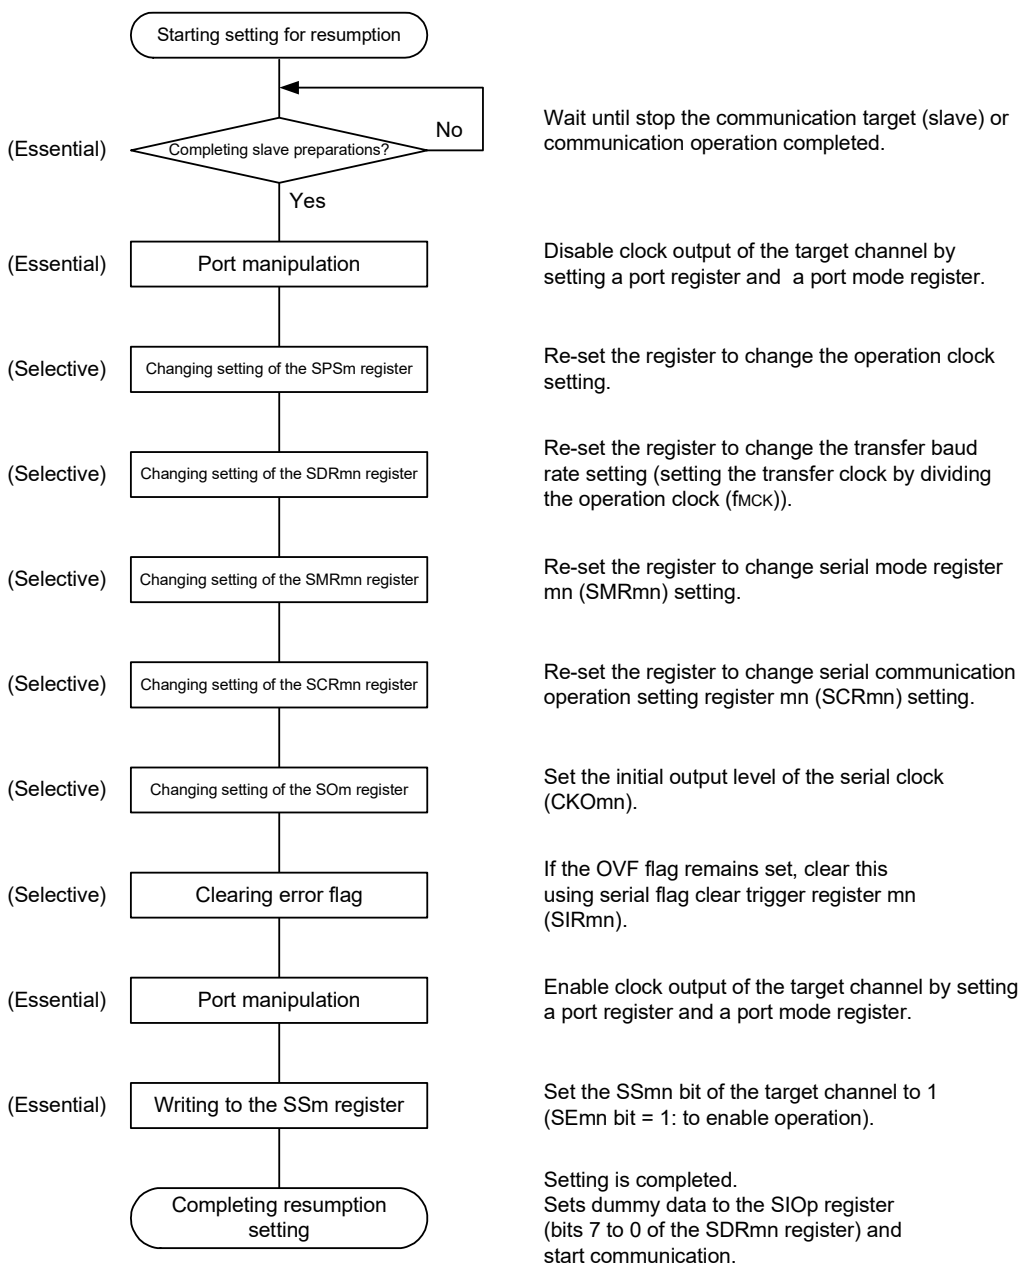 Starting setting for resumption
No
Wait until stop the communication target (slave) or
communication operation completed.
(Essential)
Completing slave preparations?
Yes
(Essential)
Port manipulation
Disable clock output of the target channel by
setting a port register and  a port mode register.
(Selective)
Changing setting of the SPSm register
Re-set the register to change the operation clock
setting.
(Selective)
Changing setting of the SDRmn register
Re-set the register to change the transfer baud
rate setting (setting the transfer clock by dividing
the operation clock (fMCK)).
(Selective)
Changing setting of the SMRmn register
Re-set the register to change serial mode register
mn (SMRmn) setting.
(Selective)
Changing setting of the SCRmn register
Re-set the register to change serial communication
operation setting register mn (SCRmn) setting.
(Selective)
Changing setting of the SOm register
Set the initial output level of the serial clock
(CKOmn).
(Selective)
Clearing error flag
If the OVF flag remains set, clear this
using serial flag clear trigger register mn
(SIRmn).
(Essential)
Port manipulation
Enable clock output of the target channel by setting
a port register and a port mode register.
(Essential)
Writing to the SSm register
Set the SSmn bit of the target channel to 1
(SEmn bit = 1: to enable operation).
Completing resumption
setting
Setting is completed.
Sets dummy data to the SIOp register
(bits 7 to 0 of the SDRmn register) and
start communication.